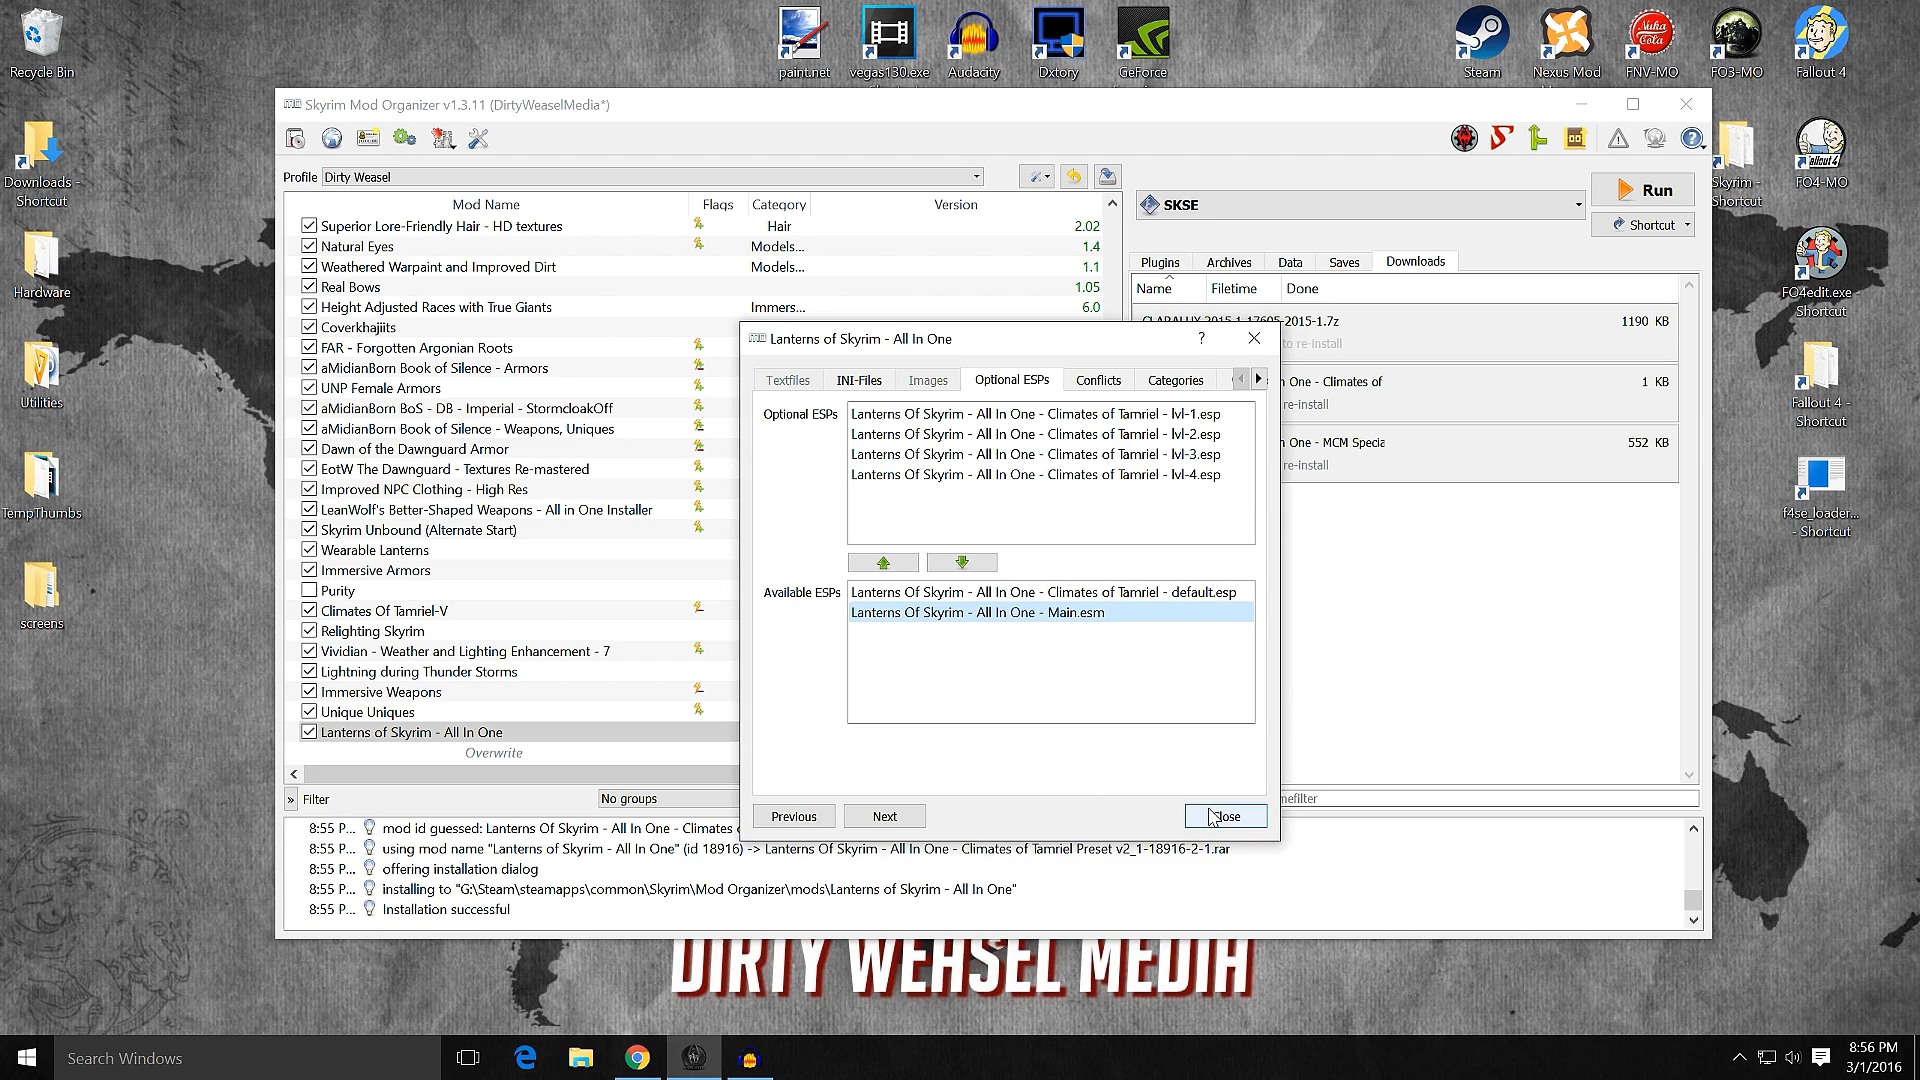 Recycle Bin
paint.net
vegas130.exe
Audacity
Dxtory
GeForce
Steam
Nexus Mod
FNV-MO
FO3-MO
Fallout 4
Downloads -
Shortcut
Hardware
Utilities
TempThumbs
screens
Skyrim -
Shortcut
FO4-MO
FO4edit.exe -
Shortcut
Fallout 4 -
Shortcut
f4se_loader...
- Shortcut
Skyrim Mod Organizer v1.3.11 (DirtyWeaselMedia*)
Profile Dirty Weasel
Mod Name Flags Category Version
Superior Lore-Friendly Hair - HD textures Hair 2.02
Natural Eyes Models... 1.4
Weathered Warpaint and Improved Dirt Models... 1.1
Real Bows 1.05
Height Adjusted Races with True Giants Immers... 6.0
Coverkhajiits
FAR - Forgotten Argonian Roots
aMidianBorn Book of Silence - Armors
UNP Female Armors
aMidianBorn BoS - DB - Imperial - StormcloakOff
aMidianBorn Book of Silence - Weapons, Uniques
Dawn of the Dawnguard Armor
EotW The Dawnguard - Textures Re-mastered
Improved NPC Clothing - High Res
LeanWolf's Better-Shaped Weapons - All in One Installer
Skyrim Unbound (Alternate Start)
Wearable Lanterns
Immersive Armors
Purity
Climates Of Tamriel-V
Relighting Skyrim
Vividian - Weather and Lighting Enhancement - 7
Lightning during Thunder Storms
Immersive Weapons
Unique Uniques
Lanterns of Skyrim - All In One
Overwrite
» Filter No groups
SKSE
Run
Shortcut
Plugins Archives Data Saves Downloads
Name Filetime Done
2015-1-17605-2015-1.7z 1190 KB
to re-install
n One - Climates of 1 KB
re-install
n One - MCM Specia 552 KB
re-install
mefilter
Lanterns of Skyrim - All In One ?
Textfiles INI-Files Images Optional ESPs Conflicts Categories
Optional ESPs
Lanterns Of Skyrim - All In One - Climates of Tamriel - lvl-1.esp
Lanterns Of Skyrim - All In One - Climates of Tamriel - lvl-2.esp
Lanterns Of Skyrim - All In One - Climates of Tamriel - lvl-3.esp
Lanterns Of Skyrim - All In One - Climates of Tamriel - lvl-4.esp
Available ESPs
Lanterns Of Skyrim - All In One - Climates of Tamriel - default.esp
Lanterns Of Skyrim - All In One - Main.esm
Previous Next Close
8:55 P... mod id guessed: Lanterns Of Skyrim - All In One - Climates
8:55 P... using mod name "Lanterns of Skyrim - All In One" (id 18916) -> Lanterns Of Skyrim - All In One - Climates of Tamriel Preset v2_1-18916-2-1.rar
8:55 P... offering installation dialog
8:55 P... installing to "G:\Steam\steamapps\common\Skyrim\Mod Organizer\mods\Lanterns of Skyrim - All In One"
8:55 P... Installation successful
DIRTY WEASEL MEDIA
Search Windows
8:56 PM
3/1/2016